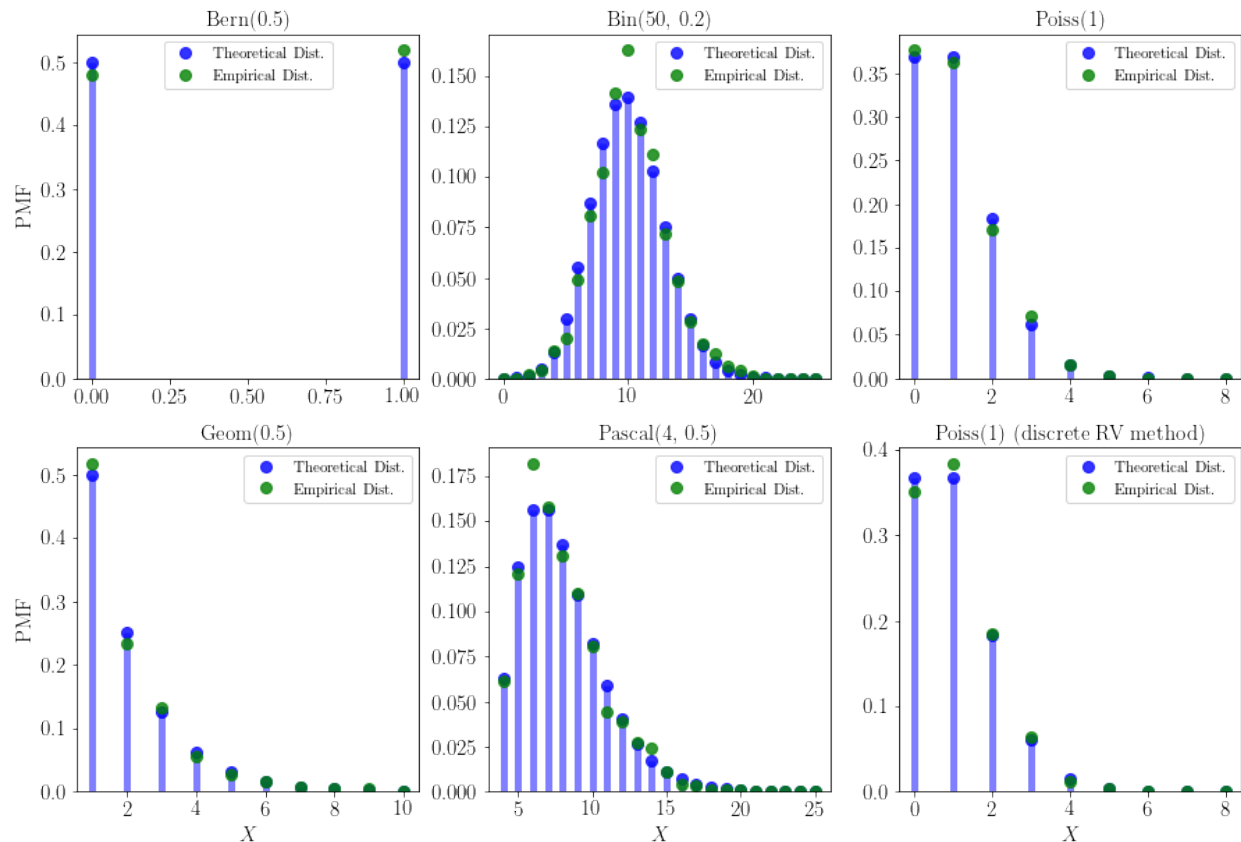 Bern(0.5)
Bin(50, 0.2)
Poiss(1)
Theoretical Dist.
Empirical Dist.
Theoretical Dist.
Empirical Dist.
Theoretical Dist.
Empirical Dist.
PMF
0.5
0.4
0.3
0.2
0.1
0.0
0.00
0.25
0.50
0.75
1.00
0.150
0.125
0.100
0.075
0.050
0.025
0.000
0
10
20
0.35
0.30
0.25
0.20
0.15
0.10
0.05
0.00
0
2
4
6
8
Geom(0.5)
Pascal(4, 0.5)
Poiss(1) (discrete RV method)
Theoretical Dist.
Empirical Dist.
Theoretical Dist.
Empirical Dist.
Theoretical Dist.
Empirical Dist.
PMF
0.5
0.4
0.3
0.2
0.1
0.0
2
4
6
8
10
X
0.175
0.150
0.125
0.100
0.075
0.050
0.025
0.000
5
10
15
20
25
X
0.4
0.3
0.2
0.1
0.0
0
2
4
6
8
X